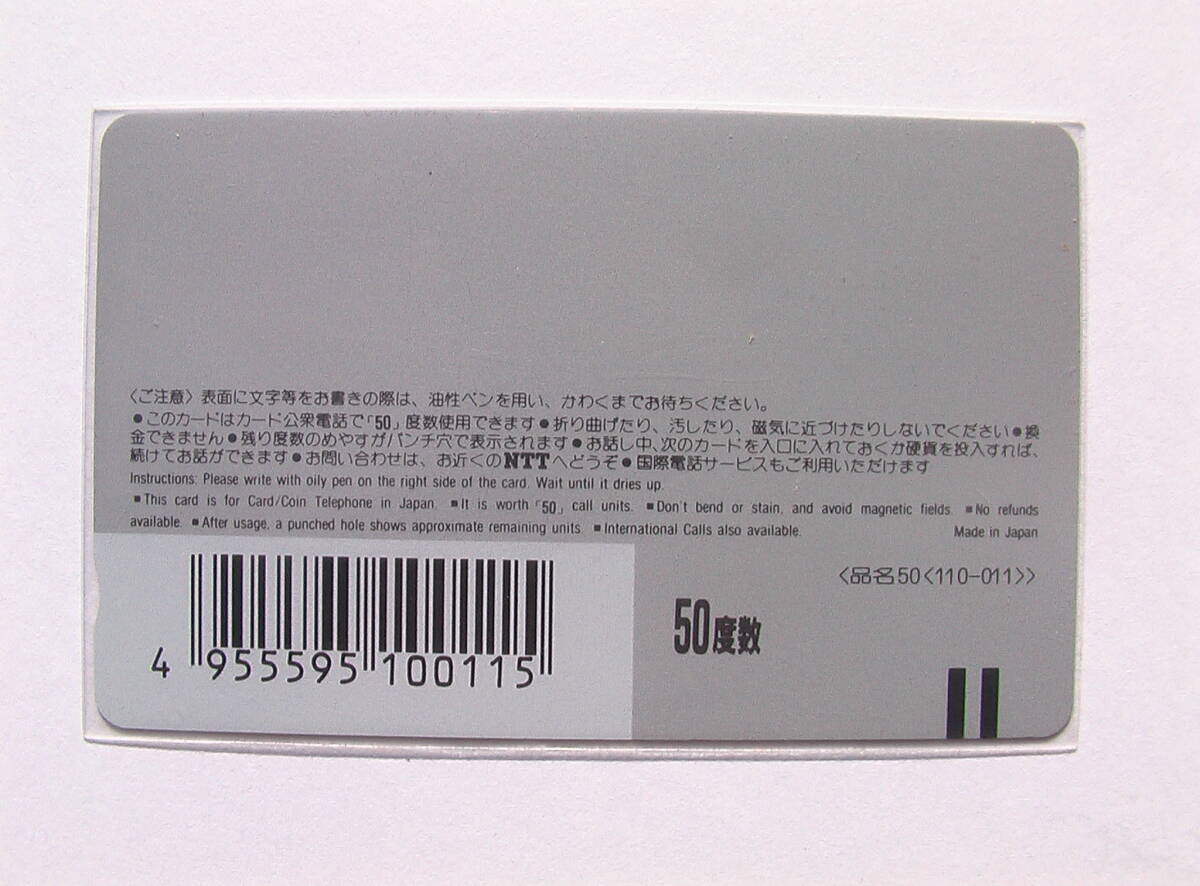 〈ご注意〉表面に文字等をお書きの際は、油性ペンを用い、かわくまでお待ちください。
●このカードはカード公衆電話で「50」度数使用できます●折り曲げたり、汚したり、磁気に近づけたりしないでください●換
金できません●残り度数のめやすがパンチ穴で表示されます●お話し中、次のカードを入口に入れておくか硬貨を投入すれば、
続けてお話ができます●お問い合わせは、お近くのNTTへどうぞ●国際電話サービスもご利用いただけます
Instructions: Please write with oily pen on the right side of the card. Wait until it dries up.
■This card is for Card/Coin Telephone in Japan. ■It is worth「50」call units. ■Don't bend or stain, and avoid magnetic fields. ■No refunds
available. ■After usage, a punched hole shows approximate remaining units. ■International Calls also available. Made in Japan
〈品名50〈110-011〉〉
50度数
4 955595 100115